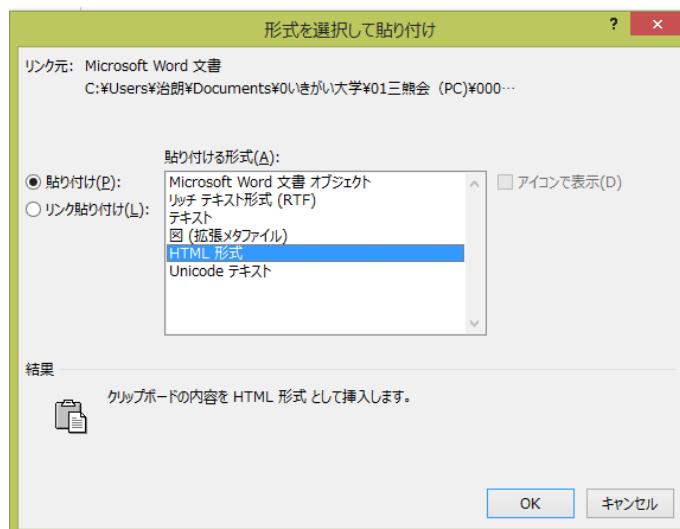 形式を選択して貼り付け
?
×
リンク元: Microsoft Word 文書
C:¥Users¥治朗¥Documents¥0いきがい大学¥01三熊会 (PC)¥000…
貼り付ける形式(A):
貼り付け(P):
リンク貼り付け(L):
Microsoft Word 文書 オブジェクト
リッチ テキスト形式 (RTF)
テキスト
図 (拡張メタファイル)
HTML 形式
Unicode テキスト
アイコンで表示(D)
結果
クリップボードの内容を HTML 形式 として挿入します。
OK
キャンセル